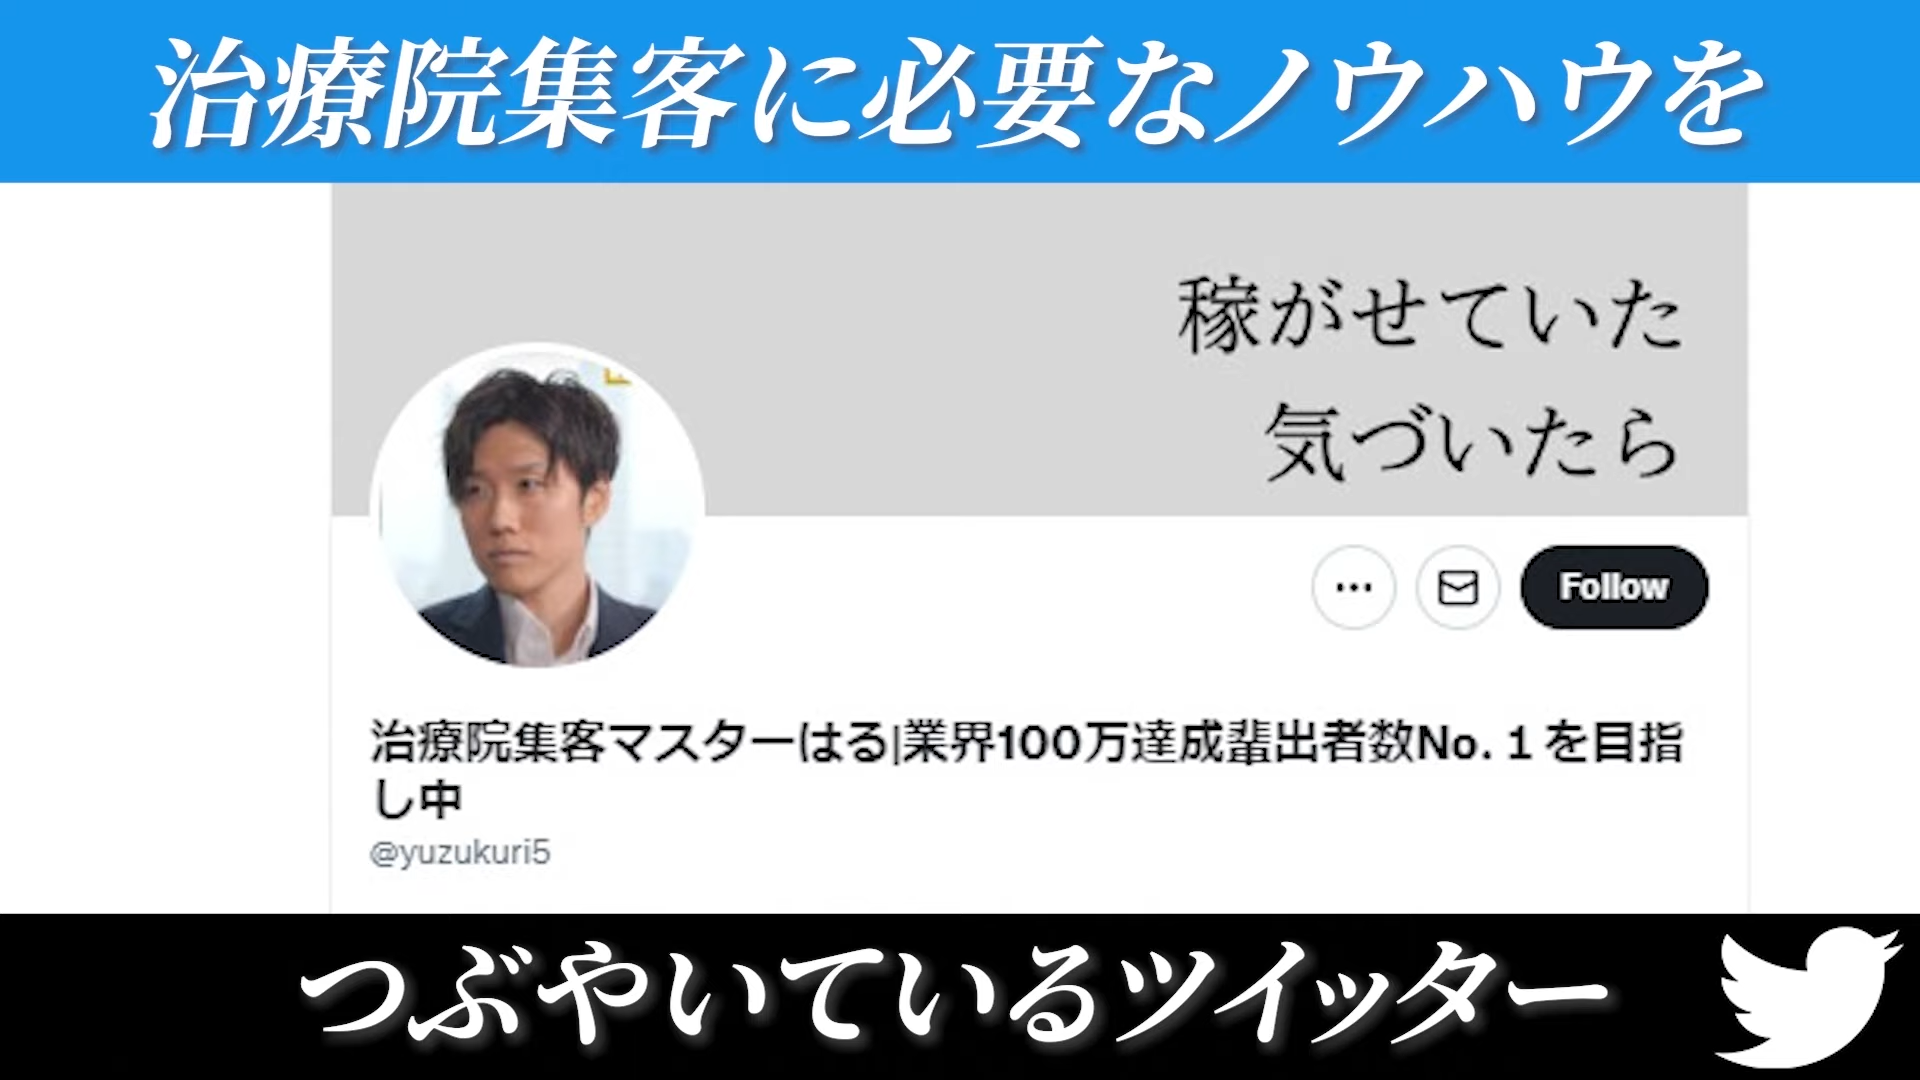 治療院集客に必要なノウハウを
稼がせていた
気づいたら
Follow
治療院集客マスターはる|業界100万達成輩出者数No.１を目指
し中
@yuzukuri5
つぶやいているツイッター